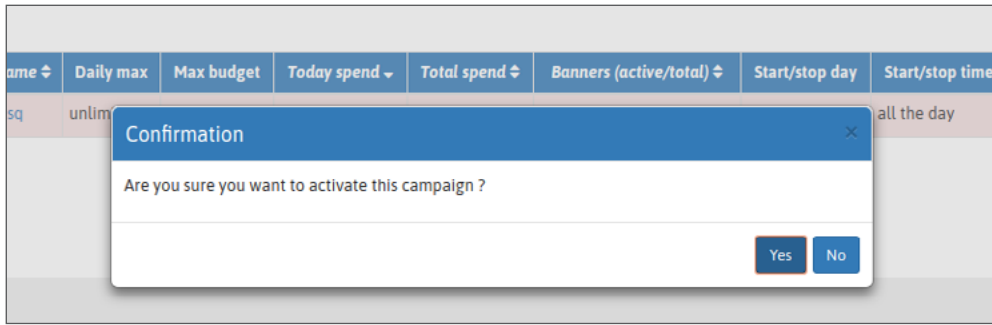 ame Daily max Max budget Today spend Total spend Banners (active/total) Start/stop day Start/stop time
sq unlim all the day
Confirmation ×
Are you sure you want to activate this campaign ?
Yes No